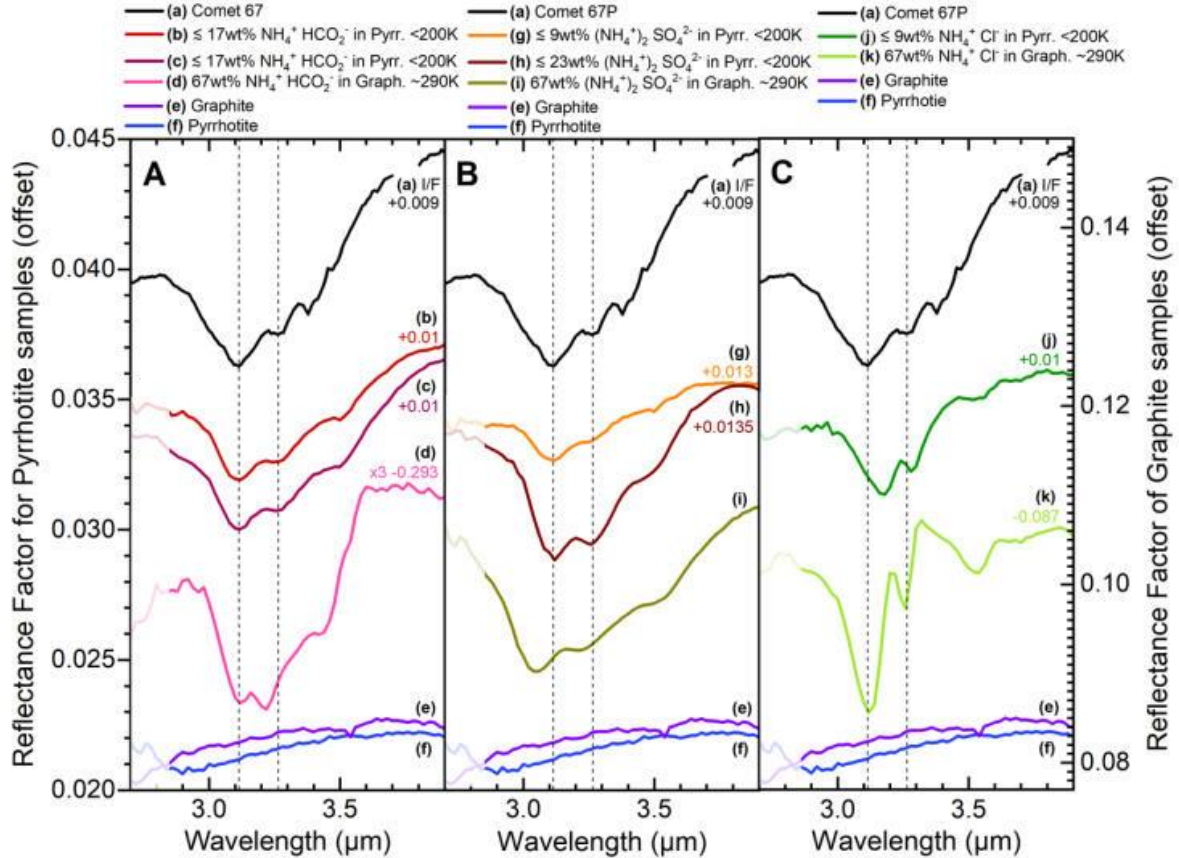 (a) Comet 67
(b) ≤ 17wt% NH₄⁺ HCO₂⁻ in Pyrr. <200K
(c) ≤ 17wt% NH₄⁺ HCO₂⁻ in Pyrr. <200K
(d) 67wt% NH₄⁺ HCO₂⁻ in Graph. ~290K
(e) Graphite
(f) Pyrrhotite
(a) Comet 67P
(g) ≤ 9wt% (NH₄⁺)₂ SO₄²⁻ in Pyrr. <200K
(h) ≤ 23wt% (NH₄⁺)₂ SO₄²⁻ in Pyrr. <200K
(i) 67wt% (NH₄⁺)₂ SO₄²⁻ in Graph. ~290K
(e) Graphite
(f) Pyrrhotite
(a) Comet 67P
(j) ≤ 9wt% NH₄⁺ Cl⁻ in Pyrr. <200K
(k) 67wt% NH₄⁺ Cl⁻ in Graph. ~290K
(e) Graphite
(f) Pyrrhotie
Reflectance Factor for Pyrrhotite samples (offset)
0.045
0.040
0.035
0.030
0.025
0.020
A
(a) I/F
+0.009
(b)
+0.01
(c)
+0.01
(d)
x3 -0.293
(e)
(f)
3.0
3.5
Wavelength (µm)
B
(a) I/F
+0.009
(g)
+0.013
(h)
+0.0135
(i)
(e)
(f)
3.0
3.5
Wavelength (µm)
C
(a) I/F
+0.009
(j)
+0.01
(k)
-0.087
(e)
(f)
3.0
3.5
Wavelength (µm)
0.14
0.12
0.10
0.08
Reflectance Factor of Graphite samples (offset)